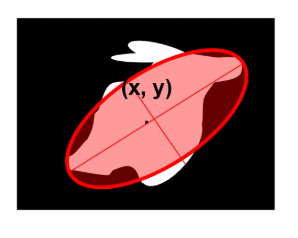 (x, y)